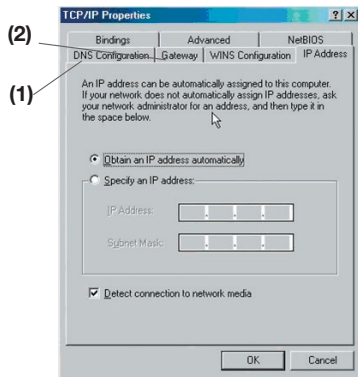 TCP/IP Properties
(2)
Bindings Advanced NetBIOS
DNS Configuration Gateway WINS Configuration IP Address
(1)
An IP address can be automatically assigned to this computer.
If your network does not automatically assign IP addresses, ask
your network administrator for an address, and then type it in
the space below.
Obtain an IP address automatically
Specify an IP address:
IP Address:
Subnet Mask:
Detect connection to network media
OK Cancel